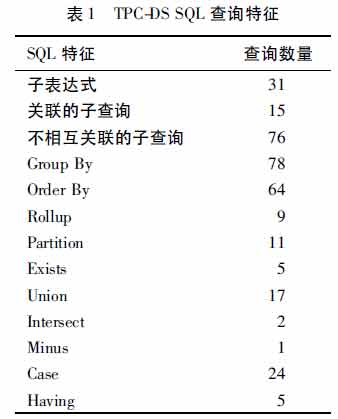 表 1 TPC-DS SQL 查询特征
SQL 特征 查询数量
子表达式 31
关联的子查询 15
不相互关联的子查询 76
Group By 78
Order By 64
Rollup 9
Partition 11
Exists 5
Union 17
Intersect 2
Minus 1
Case 24
Having 5